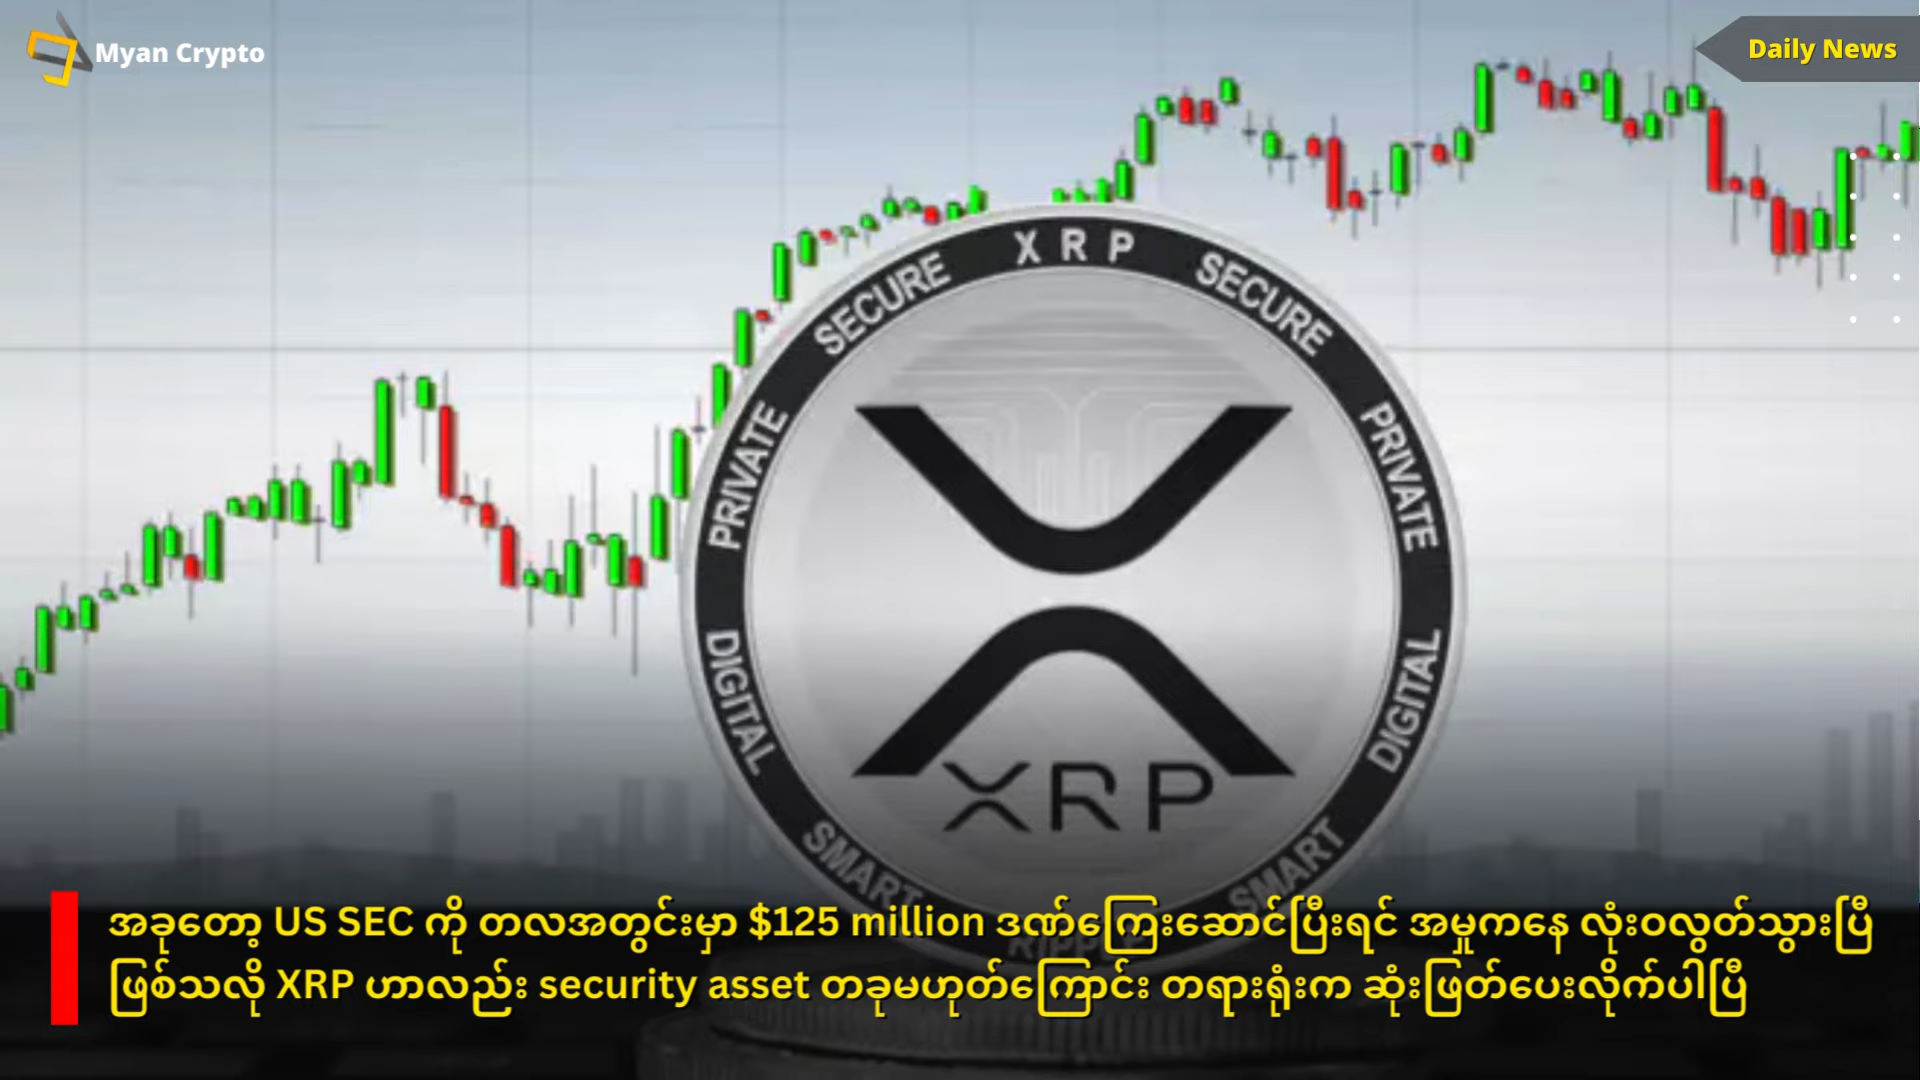 Myan Crypto
Daily News
XRP
SECURE
SECURE
PRIVATE
PRIVATE
DIGITAL
DIGITAL
XRP
SMART
SMART
RIPPLE
အခုတော့ US SEC ကို တလအတွင်းမှာ $125 million ဒဏ်ကြေးဆောင်ပြီးရင် အမှုကနေ လုံးဝလွတ်သွားပြီ
ဖြစ်သလို XRP ဟာလည်း security asset တခုမဟုတ်ကြောင်း တရားရုံးက ဆုံးဖြတ်ပေးလိုက်ပါပြီ